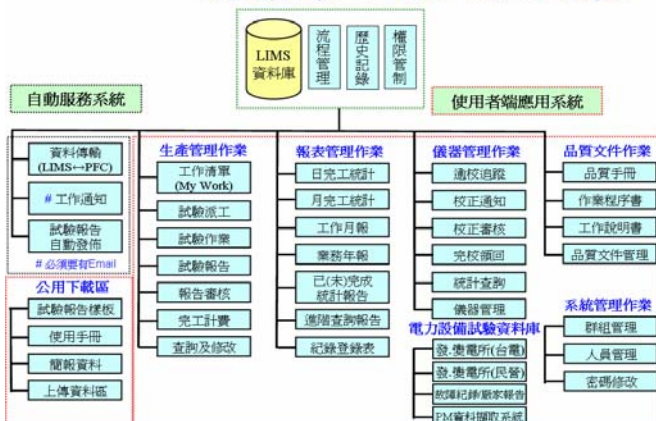 LIMS
資料庫
流程管理
歷史記錄
權限管制
自動服務系統
使用者端應用系統
資料傳輸
(LIMS↔PFC)
# 工作通知
試驗報告
自動發佈
# 必須要有Email
公用下載區
試驗報告樣板
使用手冊
簡報資料
上傳資料區
生產管理作業
工作清單
(My Work)
試驗派工
試驗作業
試驗報告
報告審核
完工計費
查詢及修改
報表管理作業
日完工統計
月完工統計
工作月報
業務年報
已(未)完成
統計報告
進階查詢報告
紀錄登錄表
儀器管理作業
逾校追蹤
校正通知
校正審核
完校領回
統計查詢
儀器管理
電力設備試驗資料庫
發.變電所(台電)
發.變電所(民營)
故障紀錄/廠家報告
PM資料擷取系統
品質文件作業
品質手冊
作業程序書
工作說明書
品質文件管理
系統管理作業
群組管理
人員管理
密碼修改